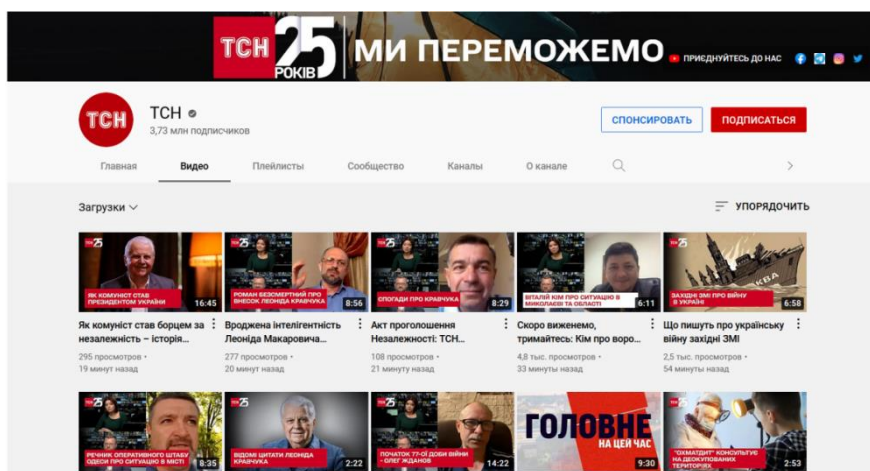 ТСН 25 РОКІВ МИ ПЕРЕМОЖЕМО ПРИЄДНУЙТЕСЬ ДО НАС
ТСН
ТСН
3,73 млн подписчиков
СПОНСИРОВАТЬ ПОДПИСАТЬСЯ
Главная Видео Плейлисты Сообщество Каналы О канале
Загрузки УПОРЯДОЧИТЬ
ЯК КОМУНІСТ СТАВ
ПРЕЗИДЕНТОМ УКРАЇНИ
16:45
РОМАН БЕЗСМЕРТНИЙ ПРО
ВНЕСОК ЛЕОНІДА КРАВЧУКА
8:56
СПОГАДИ ПРО КРАВЧУКА
8:29
ВІТАЛІЙ КІМ ПРО СИТУАЦІЮ В
МИКОЛАЄВІ ТА ОБЛАСТІ
6:11
ЗАХІДНІ ЗМІ ПРО ВІЙНУ
В УКРАЇНІ
КВА
6:58
Як комуніст став борцем за
незалежність – історія...
295 просмотров •
19 минут назад
Вроджена інтелігентність
Леоніда Макаровича...
277 просмотров •
20 минут назад
Акт проголошення
Незалежності: ТСН...
108 просмотров •
21 минуту назад
Скоро виженемо,
тримайтесь: Кім про воро...
4,8 тыс. просмотров •
33 минуты назад
Що пишуть про українську
війну західні ЗМІ
2,5 тыс. просмотров •
54 минуты назад
РЕЧНИК ОПЕРАТИВНОГО ШТАБУ
ОДЕСИ ПРО СИТУАЦІЮ В МІСТІ
8:35
ВІДОМІ ЦИТАТИ ЛЕОНІДА
КРАВЧУКА
2:22
ПОЧАТОК 77-ОЇ ДОБИ ВІЙНИ
- ОЛЕГ ЖДАНОВ
14:22
ГОЛОВНЕ
НА ЦЕЙ ЧАС
9:30
"ОХМАТДИТ" КОНСУЛЬТУЄ
НА ДЕОКУПОВАНИХ
ТЕРИТОРІЯХ
2:53